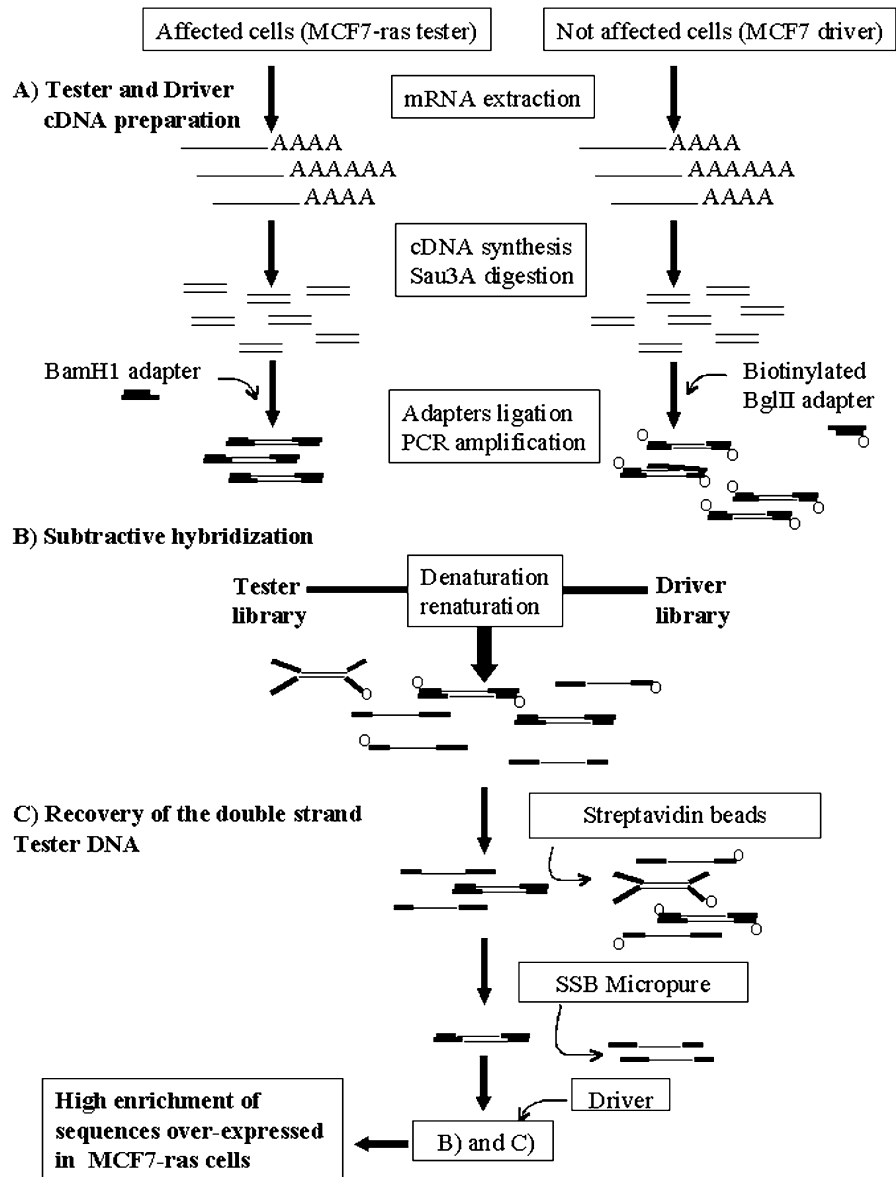 Affected cells (MCF7-ras tester)
Not affected cells (MCF7 driver)
A) Tester and Driver
cDNA preparation
mRNA extraction
AAAA
AAAAAA
AAAA
AAAA
AAAAAA
AAAA
cDNA synthesis
Sau3A digestion
BamH1 adapter
Adapters ligation
PCR amplification
Biotinylated
BglII adapter
B) Subtractive hybridization
Tester
library
Denaturation
renaturation
Driver
library
C) Recovery of the double strand
Tester DNA
Streptavidin beads
SSB Micropure
Driver
B) and C)
High enrichment of
sequences over-expressed
in MCF7-ras cells